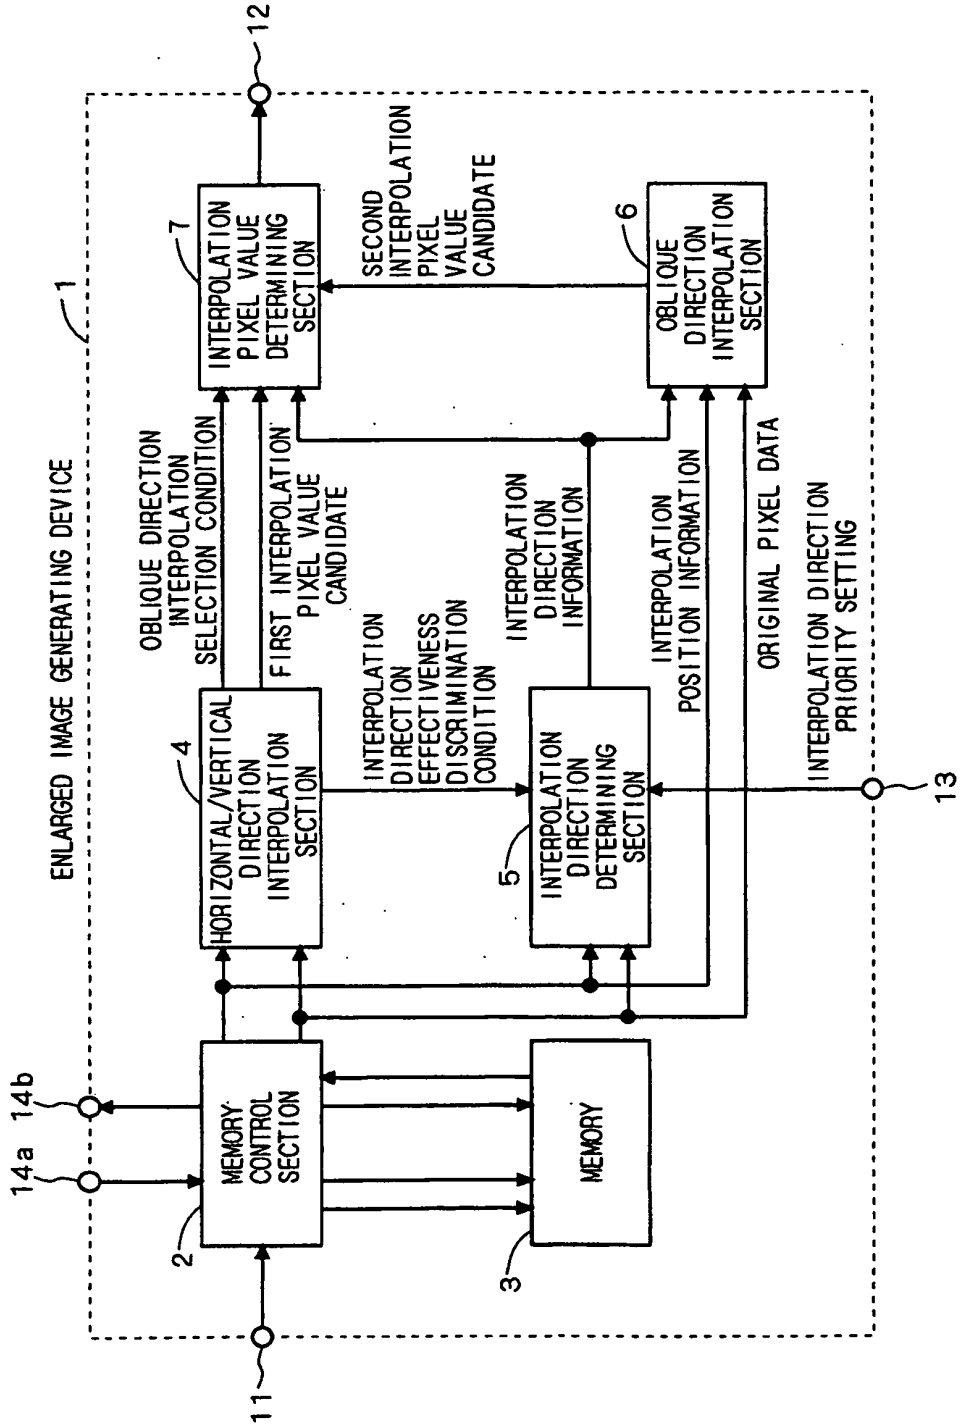 ENLARGED IMAGE GENERATING DEVICE
1
14a
14b
11
12
2
MEMORY
CONTROL
SECTION
4
HORIZONTAL/VERTICAL
DIRECTION
INTERPOLATION
SECTION
OBLIQUE DIRECTION
INTERPOLATION
SELECTION CONDITION
FIRST INTERPOLATION
PIXEL VALUE
CANDIDATE
7
INTERPOLATION
PIXEL VALUE
DETERMINING
SECTION
INTERPOLATION
DIRECTION
EFFECTIVENESS
DISCRIMINATION
CONDITION
SECOND
INTERPOLATION
PIXEL
VALUE
CANDIDATE
3
MEMORY
5
INTERPOLATION
DIRECTION
DETERMINING
SECTION
INTERPOLATION
DIRECTION
INFORMATION
6
OBLIQUE
DIRECTION
INTERPOLATION
SECTION
INTERPOLATION
POSITION INFORMATION
ORIGINAL PIXEL DATA
INTERPOLATION DIRECTION
PRIORITY SETTING
13